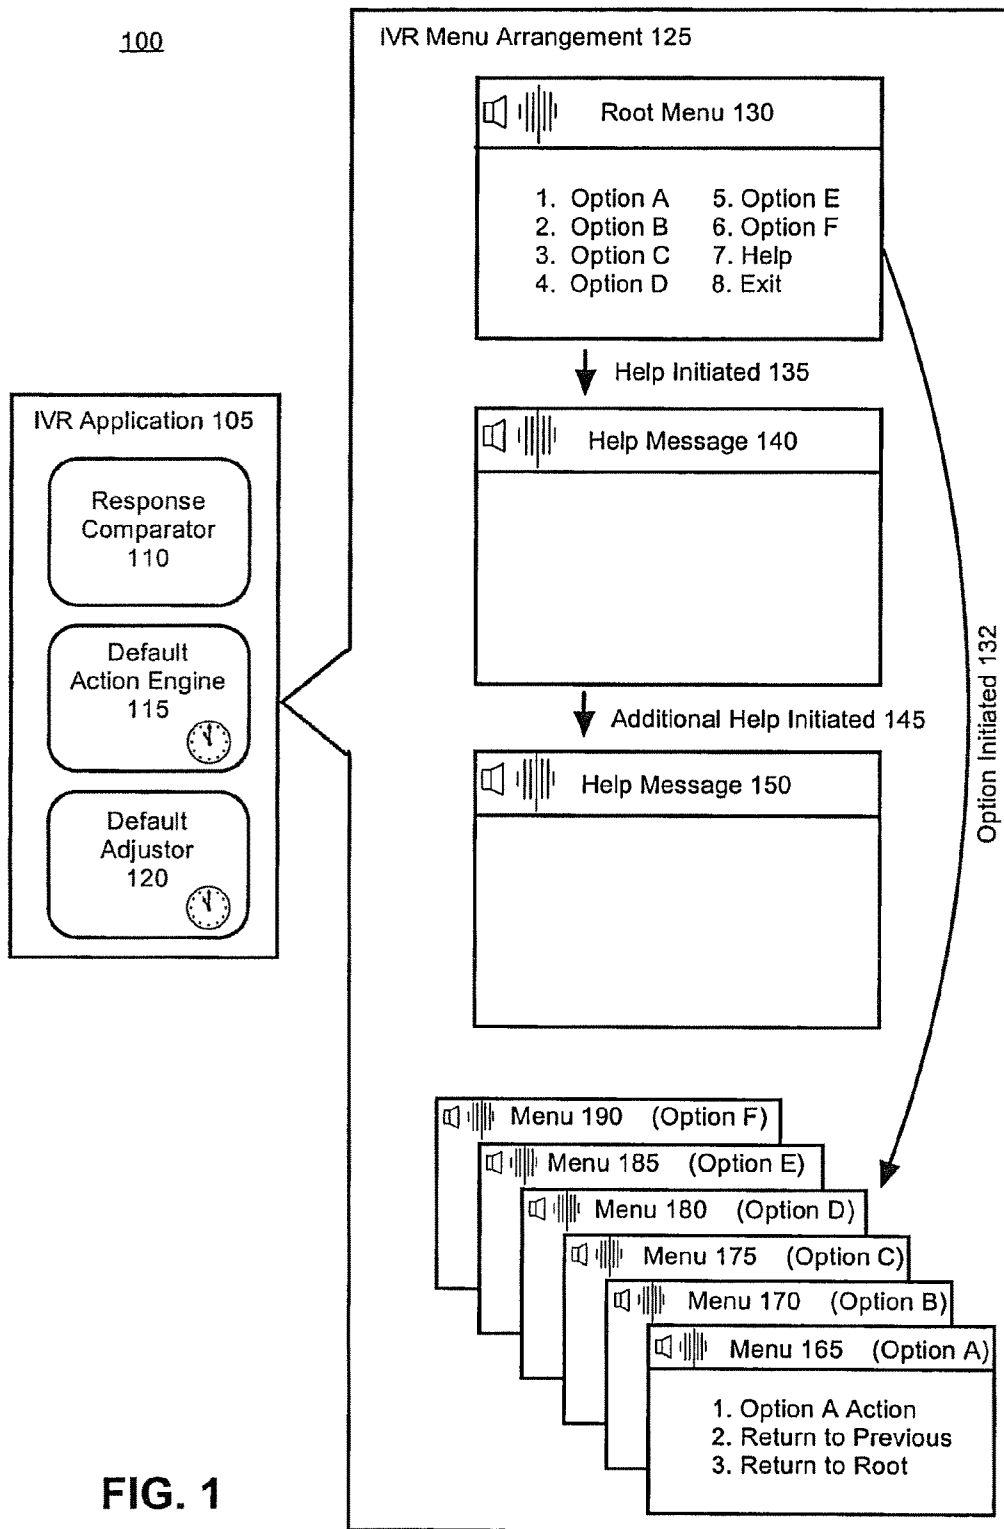 100
IVR Menu Arrangement 125
Root Menu 130
1. Option A
2. Option B
3. Option C
4. Option D
5. Option E
6. Option F
7. Help
8. Exit
Help Initiated 135
Help Message 140
Additional Help Initiated 145
Help Message 150
Option Initiated 132
IVR Application 105
Response
Comparator
110
Default
Action Engine
115
Default
Adjustor
120
Menu 190 (Option F)
Menu 185 (Option E)
Menu 180 (Option D)
Menu 175 (Option C)
Menu 170 (Option B)
Menu 165 (Option A)
1. Option A Action
2. Return to Previous
3. Return to Root
FIG. 1